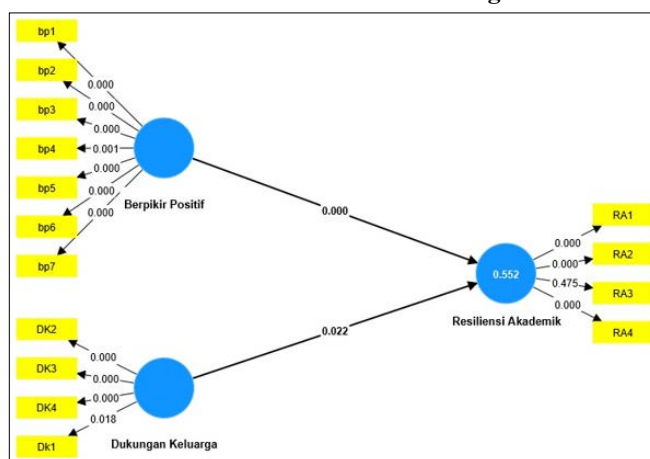 bp1
bp2
bp3
bp4
bp5
bp6
bp7
0.000
0.000
0.000
0.001
0.000
0.000
0.000
Berpikir Positif
0.000
DK2
DK3
DK4
Dk1
0.000
0.000
0.000
0.018
Dukungan Keluarga
0.022
0.552
Resiliensi Akademik
0.000
0.000
0.475
0.000
RA1
RA2
RA3
RA4